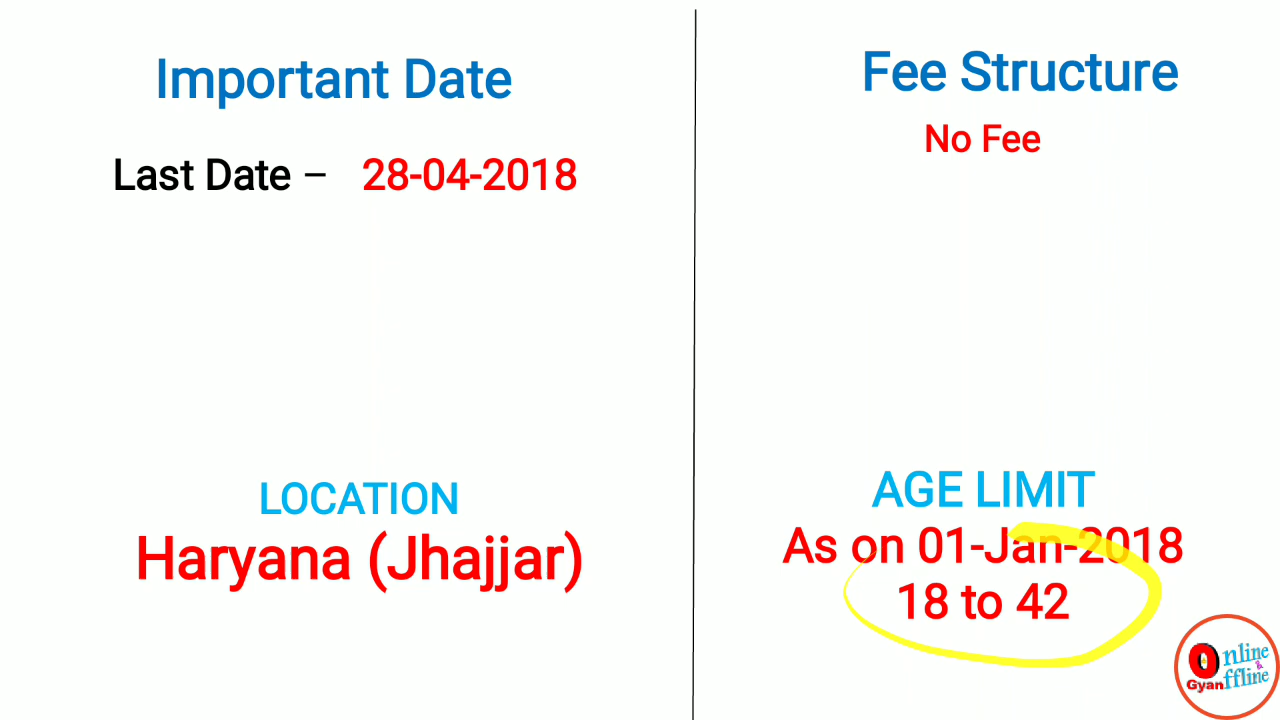 Important Date
Last Date – 28-04-2018
LOCATION
Haryana (Jhajjar)
Fee Structure
No Fee
AGE LIMIT
As on 01-Jan-2018
18 to 42
Online
&
Offline
Gyan